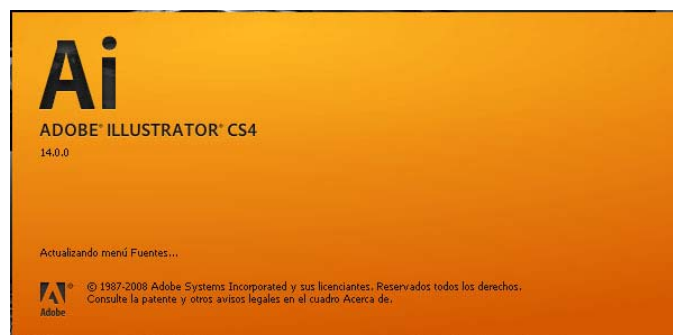 Ai
ADOBE® ILLUSTRATOR® CS4
14.0.0
Actualizando menú Fuentes...
© 1987-2008 Adobe Systems Incorporated y sus licenciantes. Reservados todos los derechos.
Consulte la patente y otros avisos legales en el cuadro Acerca de.
Adobe